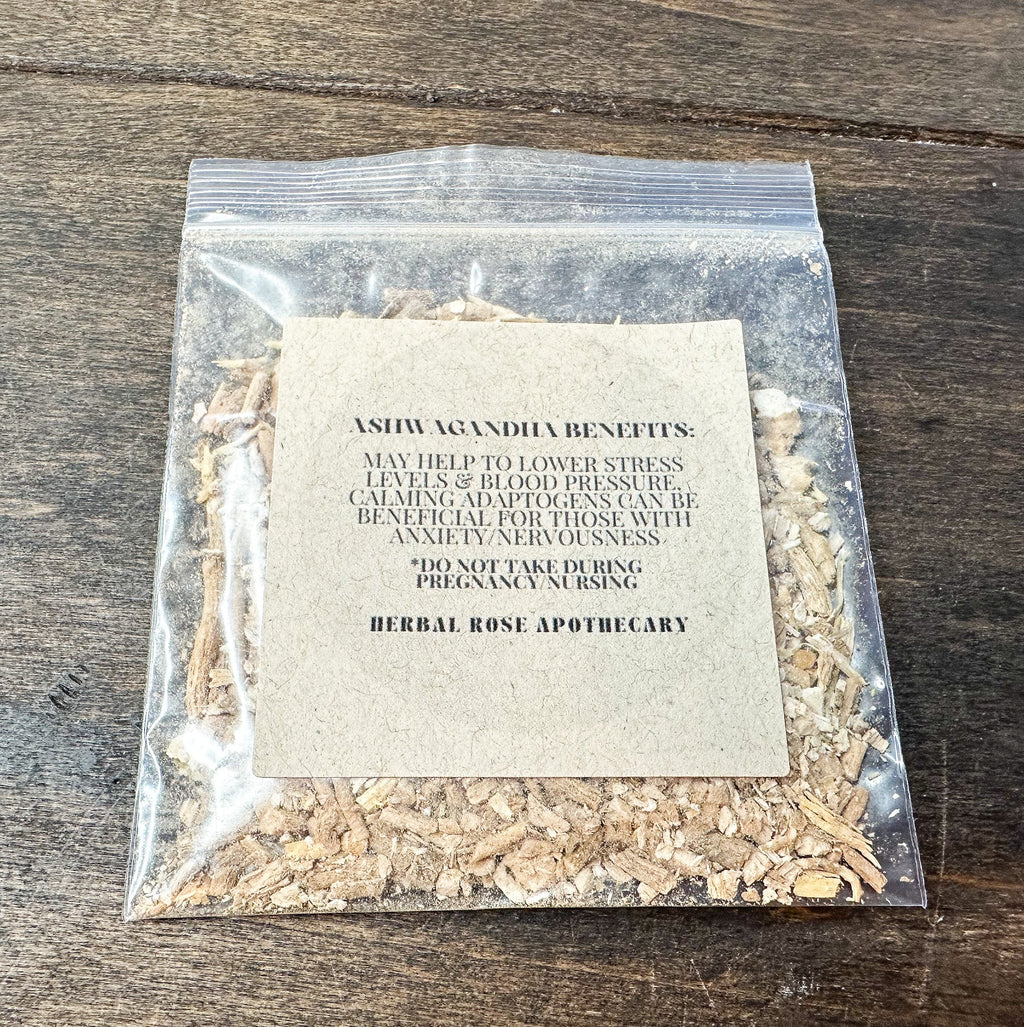 ASHWAGANDHA BENEFITS:
MAY HELP TO LOWER STRESS
LEVELS & BLOOD PRESSURE.
CALMING ADAPTOGENS CAN BE
BENEFICIAL FOR THOSE WITH
ANXIETY/NERVOUSNESS
*DO NOT TAKE DURING
PREGNANCY/NURSING
HERBAL ROSE APOTHECARY